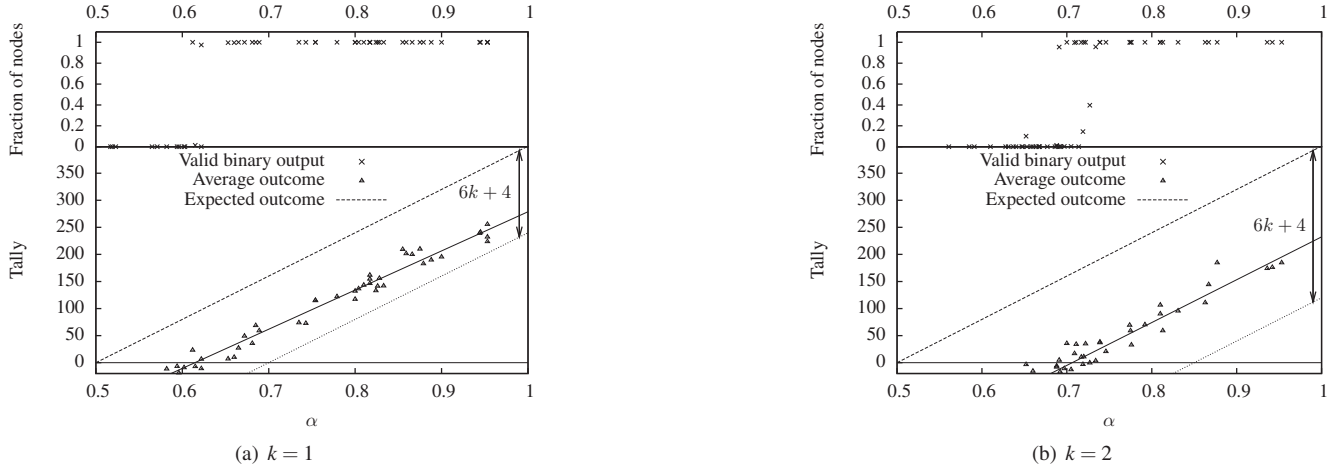 0.5 0.6 0.7 0.8 0.9 1
Fraction of nodes
1
0.8
0.6
0.4
0.2
0
Valid binary output
Average outcome
Expected outcome
6k + 4
Tally
350
300
250
200
150
100
50
0
0.5 0.6 0.7 0.8 0.9 1
α
(a) k = 1
0.5 0.6 0.7 0.8 0.9 1
Fraction of nodes
1
0.8
0.6
0.4
0.2
0
Valid binary output
Average outcome
Expected outcome
6k + 4
Tally
350
300
250
200
150
100
50
0
0.5 0.6 0.7 0.8 0.9 1
α
(b) k = 2